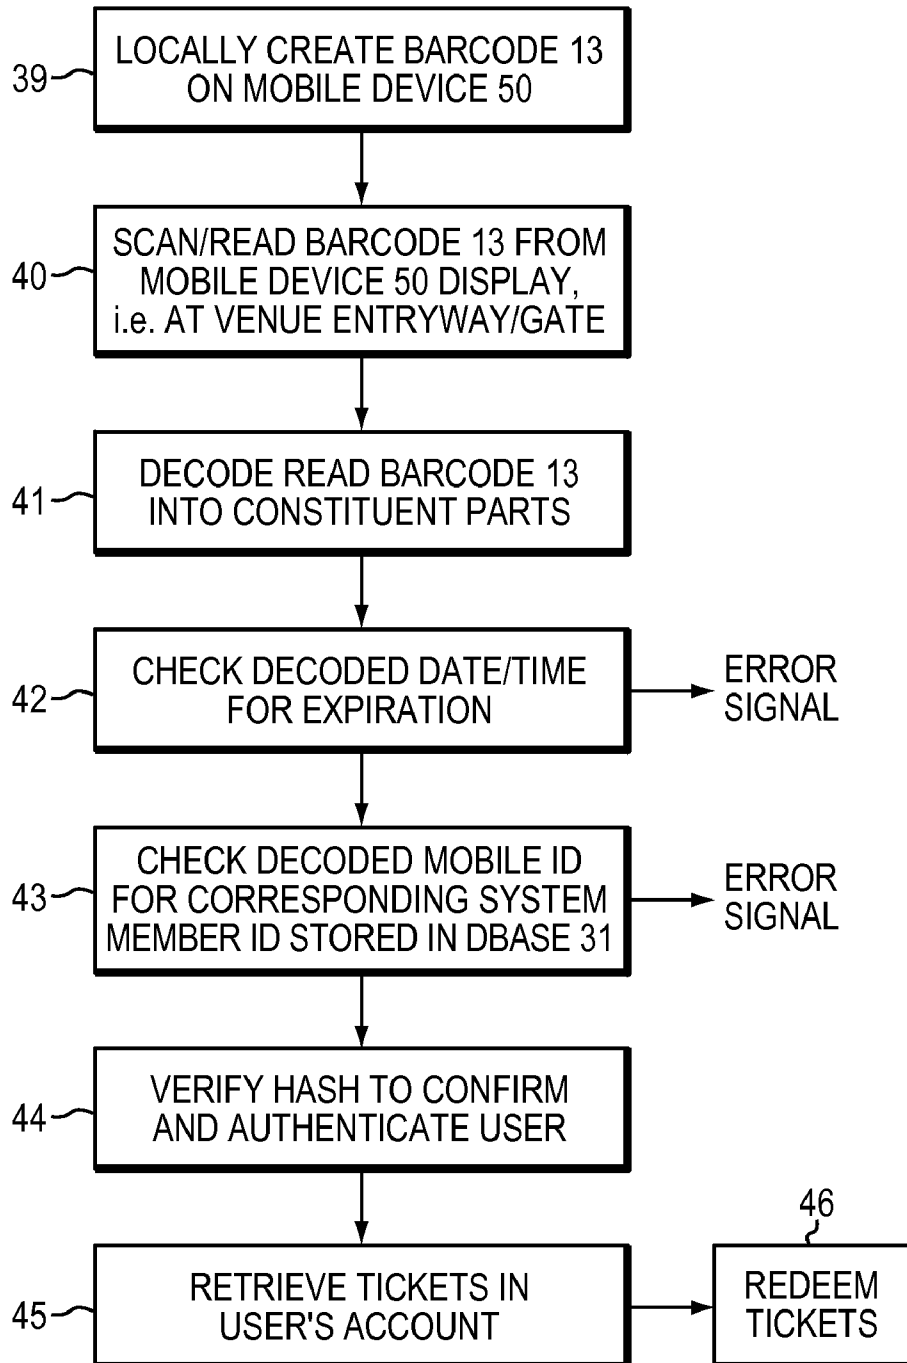 39
LOCALLY CREATE BARCODE 13
ON MOBILE DEVICE 50
40
SCAN/READ BARCODE 13 FROM
MOBILE DEVICE 50 DISPLAY,
i.e. AT VENUE ENTRYWAY/GATE
41
DECODE READ BARCODE 13
INTO CONSTITUENT PARTS
42
CHECK DECODED DATE/TIME
FOR EXPIRATION
ERROR
SIGNAL
43
CHECK DECODED MOBILE ID
FOR CORRESPONDING SYSTEM
MEMBER ID STORED IN DBASE 31
ERROR
SIGNAL
44
VERIFY HASH TO CONFIRM
AND AUTHENTICATE USER
45
RETRIEVE TICKETS IN
USER'S ACCOUNT
46
REDEEM
TICKETS